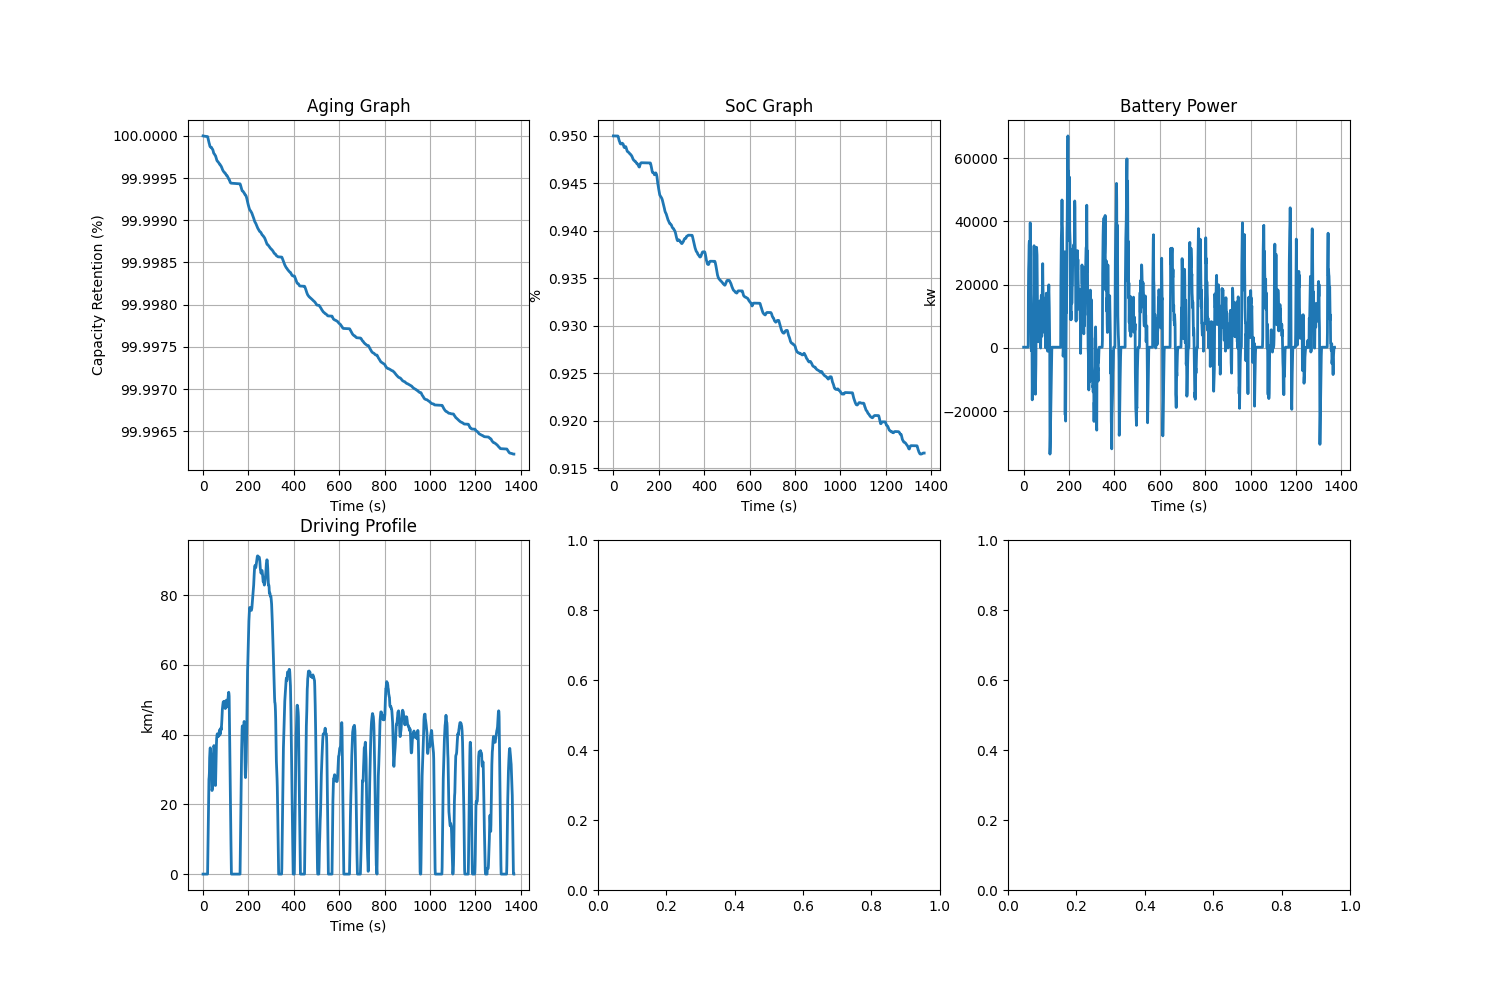 Aging Graph
100.0000
99.9995
99.9990
99.9985
99.9980
99.9975
99.9970
99.9965
Capacity Retention (%)
0 200 400 600 800 1000 1200 1400
Time (s)
SoC Graph
0.950
0.945
0.940
0.935
0.930
0.925
0.920
0.915
%
0 200 400 600 800 1000 1200 1400
Time (s)
Battery Power
60000
40000
20000
0
−20000
kw
0 200 400 600 800 1000 1200 1400
Time (s)
Driving Profile
80
60
40
20
0
km/h
0 200 400 600 800 1000 1200 1400
Time (s)
1.0
0.8
0.6
0.4
0.2
0.0
0.0 0.2 0.4 0.6 0.8 1.0
1.0
0.8
0.6
0.4
0.2
0.0
0.0 0.2 0.4 0.6 0.8 1.0